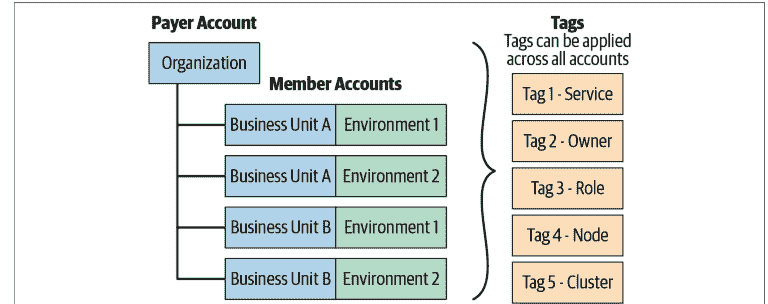 Payer Account
Organization
Member Accounts
Business Unit A Environment 1
Business Unit A Environment 2
Business Unit B Environment 1
Business Unit B Environment 2
Tags
Tags can be applied
across all accounts
Tag 1 - Service
Tag 2 - Owner
Tag 3 - Role
Tag 4 - Node
Tag 5 - Cluster